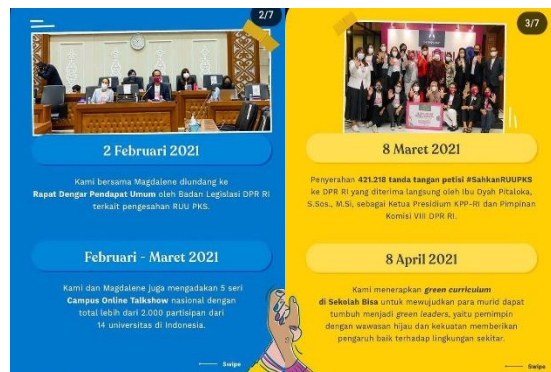 2/7
2 Februari 2021
Kami bersama Magdalene diundang ke
Rapat Dengar Pendapat Umum oleh Badan Legislasi DPR RI
terkait pengesahan RUU PKS.
Februari - Maret 2021
Kami dan Magdalene juga mengadakan 5 seri
Campus Online Talkshow nasional dengan
total lebih dari 2.000 partisipan dari
14 universitas di Indonesia.
Swipe
3/7
8 Maret 2021
Penyerahan 421.218 tanda tangan petisi #SahkanRUUPKS
ke DPR RI yang diterima langsung oleh Ibu Dyah Pitaloka,
S.Sos., M.Si, sebagai Ketua Presidium KPP-RI dan Pimpinan
Komisi VIII DPR RI.
8 April 2021
Kami menerapkan green curriculum
di Sekolah Bisa untuk mewujudkan para murid dapat
tumbuh menjadi green leaders, yaitu pemimpin
dengan wawasan hijau dan kekuatan memberikan
pengaruh baik terhadap lingkungan sekitar.
Swipe